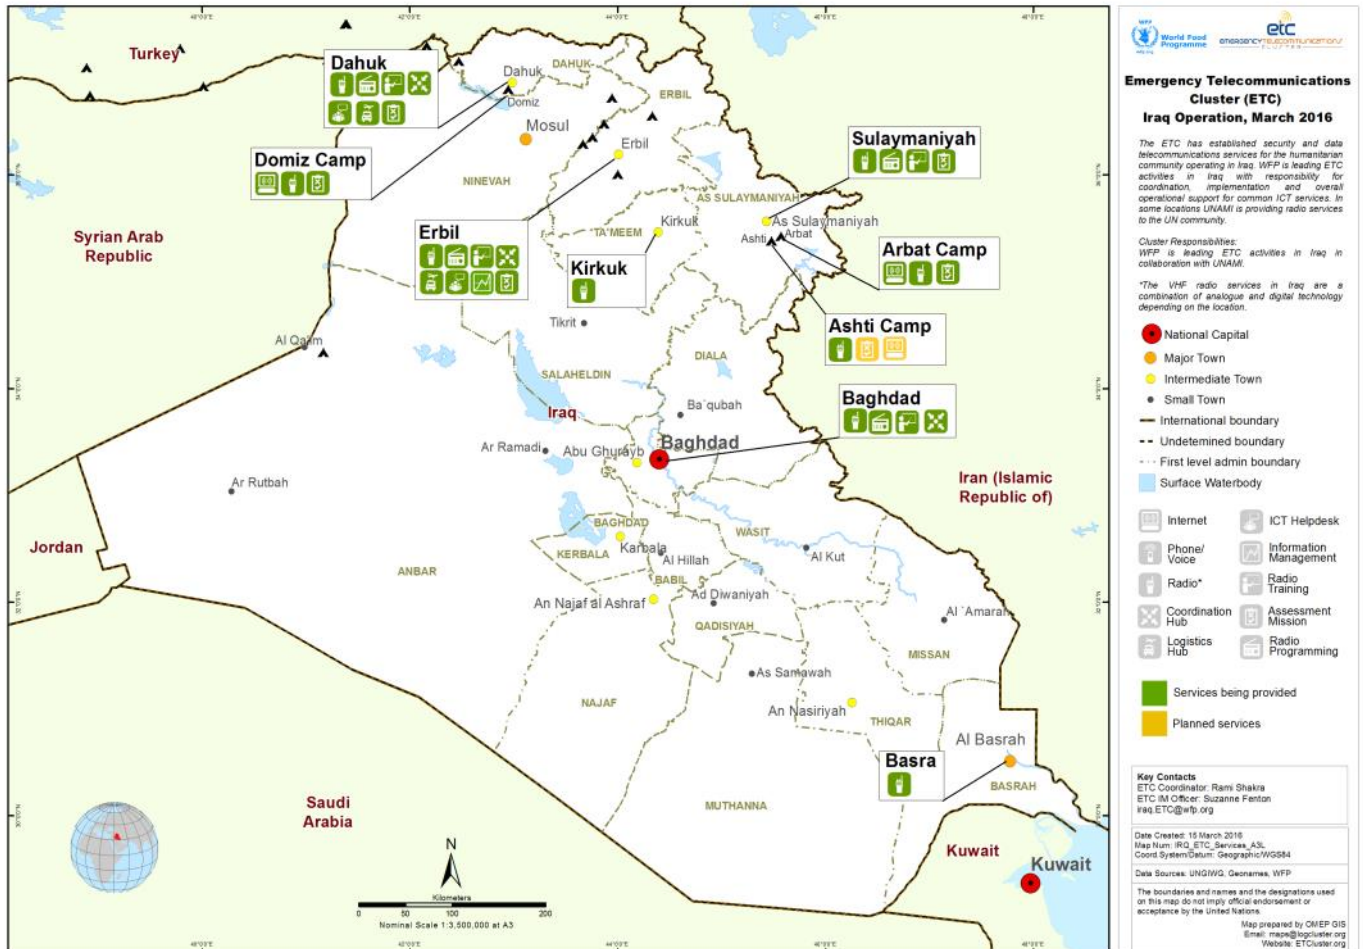 Turkey
Dahuk
Dahuk
DAHUK
Domiz
ERBIL
Mosul
Domiz Camp
Erbil
NINEVAH
Sulaymaniyah
AS SULAYMANIYAH
As Sulaymaniyah
Kirkuk
TA'MEEM
Ashti
Arbat
Syrian Arab
Republic
Erbil
Kirkuk
Arbat Camp
Tikrit
Ashti Camp
Al Qaim
DIALA
SALAHELDIN
Baghdad
Iraq
Ba`qubah
Ar Ramadi
Abu Ghurayb
Baghdad
Ar Rutbah
Iran (Islamic
Republic of)
Jordan
BAGHDAD
WASIT
KERBALA
Karbala
Al Hillah
Al Kut
ANBAR
BABIL
An Najaf al Ashraf
Ad Diwaniyah
QADISIYAH
Al `Amarah
MISSAN
As Samawah
NAJAF
An Nasiriyah
THIQAR
Al Basrah
Basra
BASRAH
MUTHANNA
Saudi
Arabia
Kuwait
Kuwait
N
Kilometers
0 50 100 200
Nominal Scale 1:3,500,000 at A3
WFP
World Food
Programme
wfp.org
etc
EMERGENCY TELECOMMUNICATIONS
CLUSTER
Emergency Telecommunications
Cluster (ETC)
Iraq Operation, March 2016
The ETC has established security and data
telecommunications services for the humanitarian
community operating in Iraq. WFP is leading ETC
activities in Iraq with responsibility for
coordination, implementation and overall
operational support for common ICT services. In
some locations UNAMI is providing radio services
to the UN community.
Cluster Responsibilities:
WFP is leading ETC activities in Iraq in
collaboration with UNAMI.
*The VHF radio services in Iraq are a
combination of analogue and digital technology
depending on the location.
National Capital
Major Town
Intermediate Town
Small Town
International boundary
Undetemined boundary
First level admin boundary
Surface Waterbody
Internet
ICT Helpdesk
Phone/
Voice
Information
Management
Radio*
Radio
Training
Coordination
Hub
Assessment
Mission
Logistics
Hub
Radio
Programming
Services being provided
Planned services
Key Contacts
ETC Coordinator: Rami Shakra
ETC IM Officer: Suzanne Fenton
iraq.ETC@wfp.org
Date Created: 15 March 2016
Map Num: IRQ_ETC_Services_A3L
Coord.System/Datum: Geographic/WGS84
Data Sources: UNGIWG, Geonames, WFP
The boundaries and names and the designations used
on this map do not imply official endorsement or
acceptance by the United Nations.
Map prepared by OMEP GIS
Email: maps@logcluster.org
Website: ETCluster.org